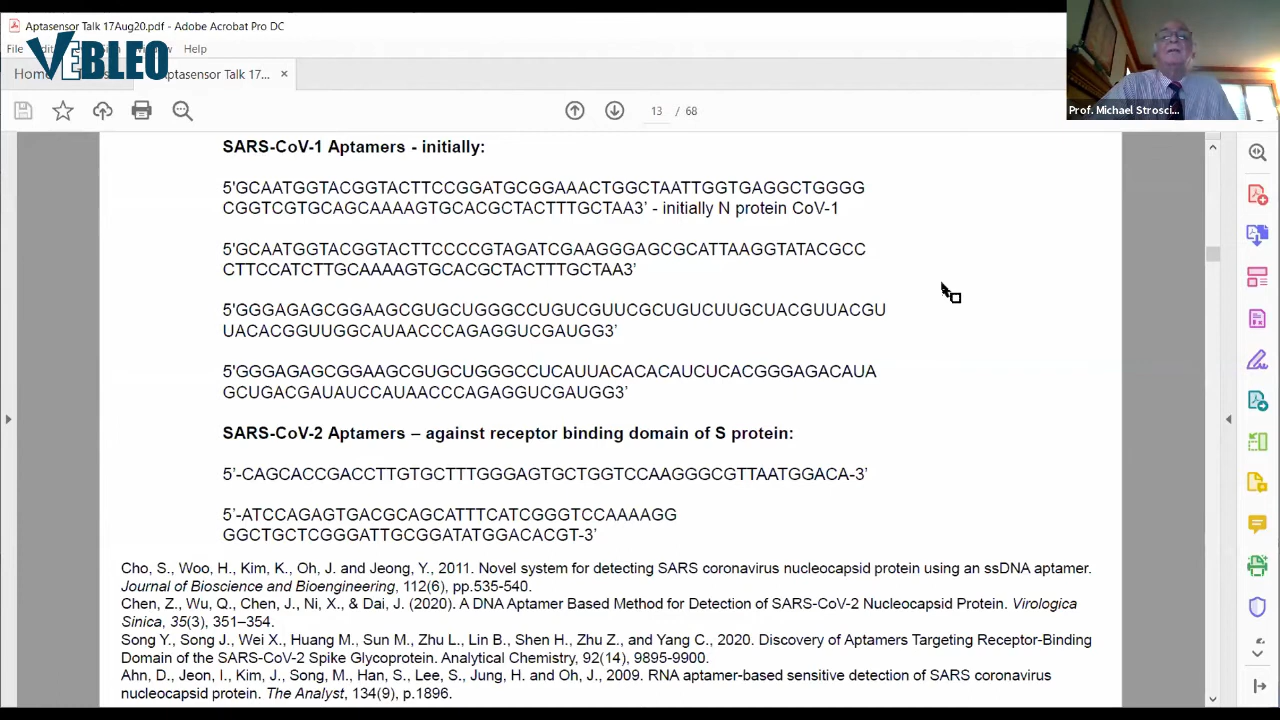 Aptasensor Talk 17Aug20.pdf - Adobe Acrobat Pro DC
File Help
VEBLEO
Home Aptasensor Talk 17... ×
13 / 68
Prof. Michael Strosci...
SARS-CoV-1 Aptamers - initially:
5'GCAATGGTACGGTACTTCCGGATGCGGAAACTGGCTAATTGGTGAGGCTGGGG
CGGTCGTGCAGCAAAAGTGCACGCTACTTTGCTAA3’ - initially N protein CoV-1
5'GCAATGGTACGGTACTTCCCCGTAGATCGAAGGGAGCGCATTAAGGTATACGCC
CTTCCATCTTGCAAAAGTGCACGCTACTTTGCTAA3’
5'GGGAGAGCGGAAGCGUGCUGGGCCUGUCGUUCGCUGUCUUGCUACGUUACGU
UACACGGUUGGCAUAACCCAGAGGUCGAUGG3’
5'GGGAGAGCGGAAGCGUGCUGGGCCUCAUUACACACAUCUCACGGGAGACAUA
GCUGACGAUAUCCAUAACCCAGAGGUCGAUGG3’
SARS-CoV-2 Aptamers – against receptor binding domain of S protein:
5’-CAGCACCGACCTTGTGCTTTGGGAGTGCTGGTCCAAGGGCGTTAATGGACA-3’
5’-ATCCAGAGTGACGCAGCATTTCATCGGGTCCAAAAGG
GGCTGCTCGGGATTGCGGATATGGACACGT-3’
Cho, S., Woo, H., Kim, K., Oh, J. and Jeong, Y., 2011. Novel system for detecting SARS coronavirus nucleocapsid protein using an ssDNA aptamer.
Journal of Bioscience and Bioengineering, 112(6), pp.535-540.
Chen, Z., Wu, Q., Chen, J., Ni, X., & Dai, J. (2020). A DNA Aptamer Based Method for Detection of SARS-CoV-2 Nucleocapsid Protein. Virologica
Sinica, 35(3), 351–354.
Song Y., Song J., Wei X., Huang M., Sun M., Zhu L., Lin B., Shen H., Zhu Z., and Yang C., 2020. Discovery of Aptamers Targeting Receptor-Binding
Domain of the SARS-CoV-2 Spike Glycoprotein. Analytical Chemistry, 92(14), 9895-9900.
Ahn, D., Jeon, I., Kim, J., Song, M., Han, S., Lee, S., Jung, H. and Oh, J., 2009. RNA aptamer-based sensitive detection of SARS coronavirus
nucleocapsid protein. The Analyst, 134(9), p.1896.